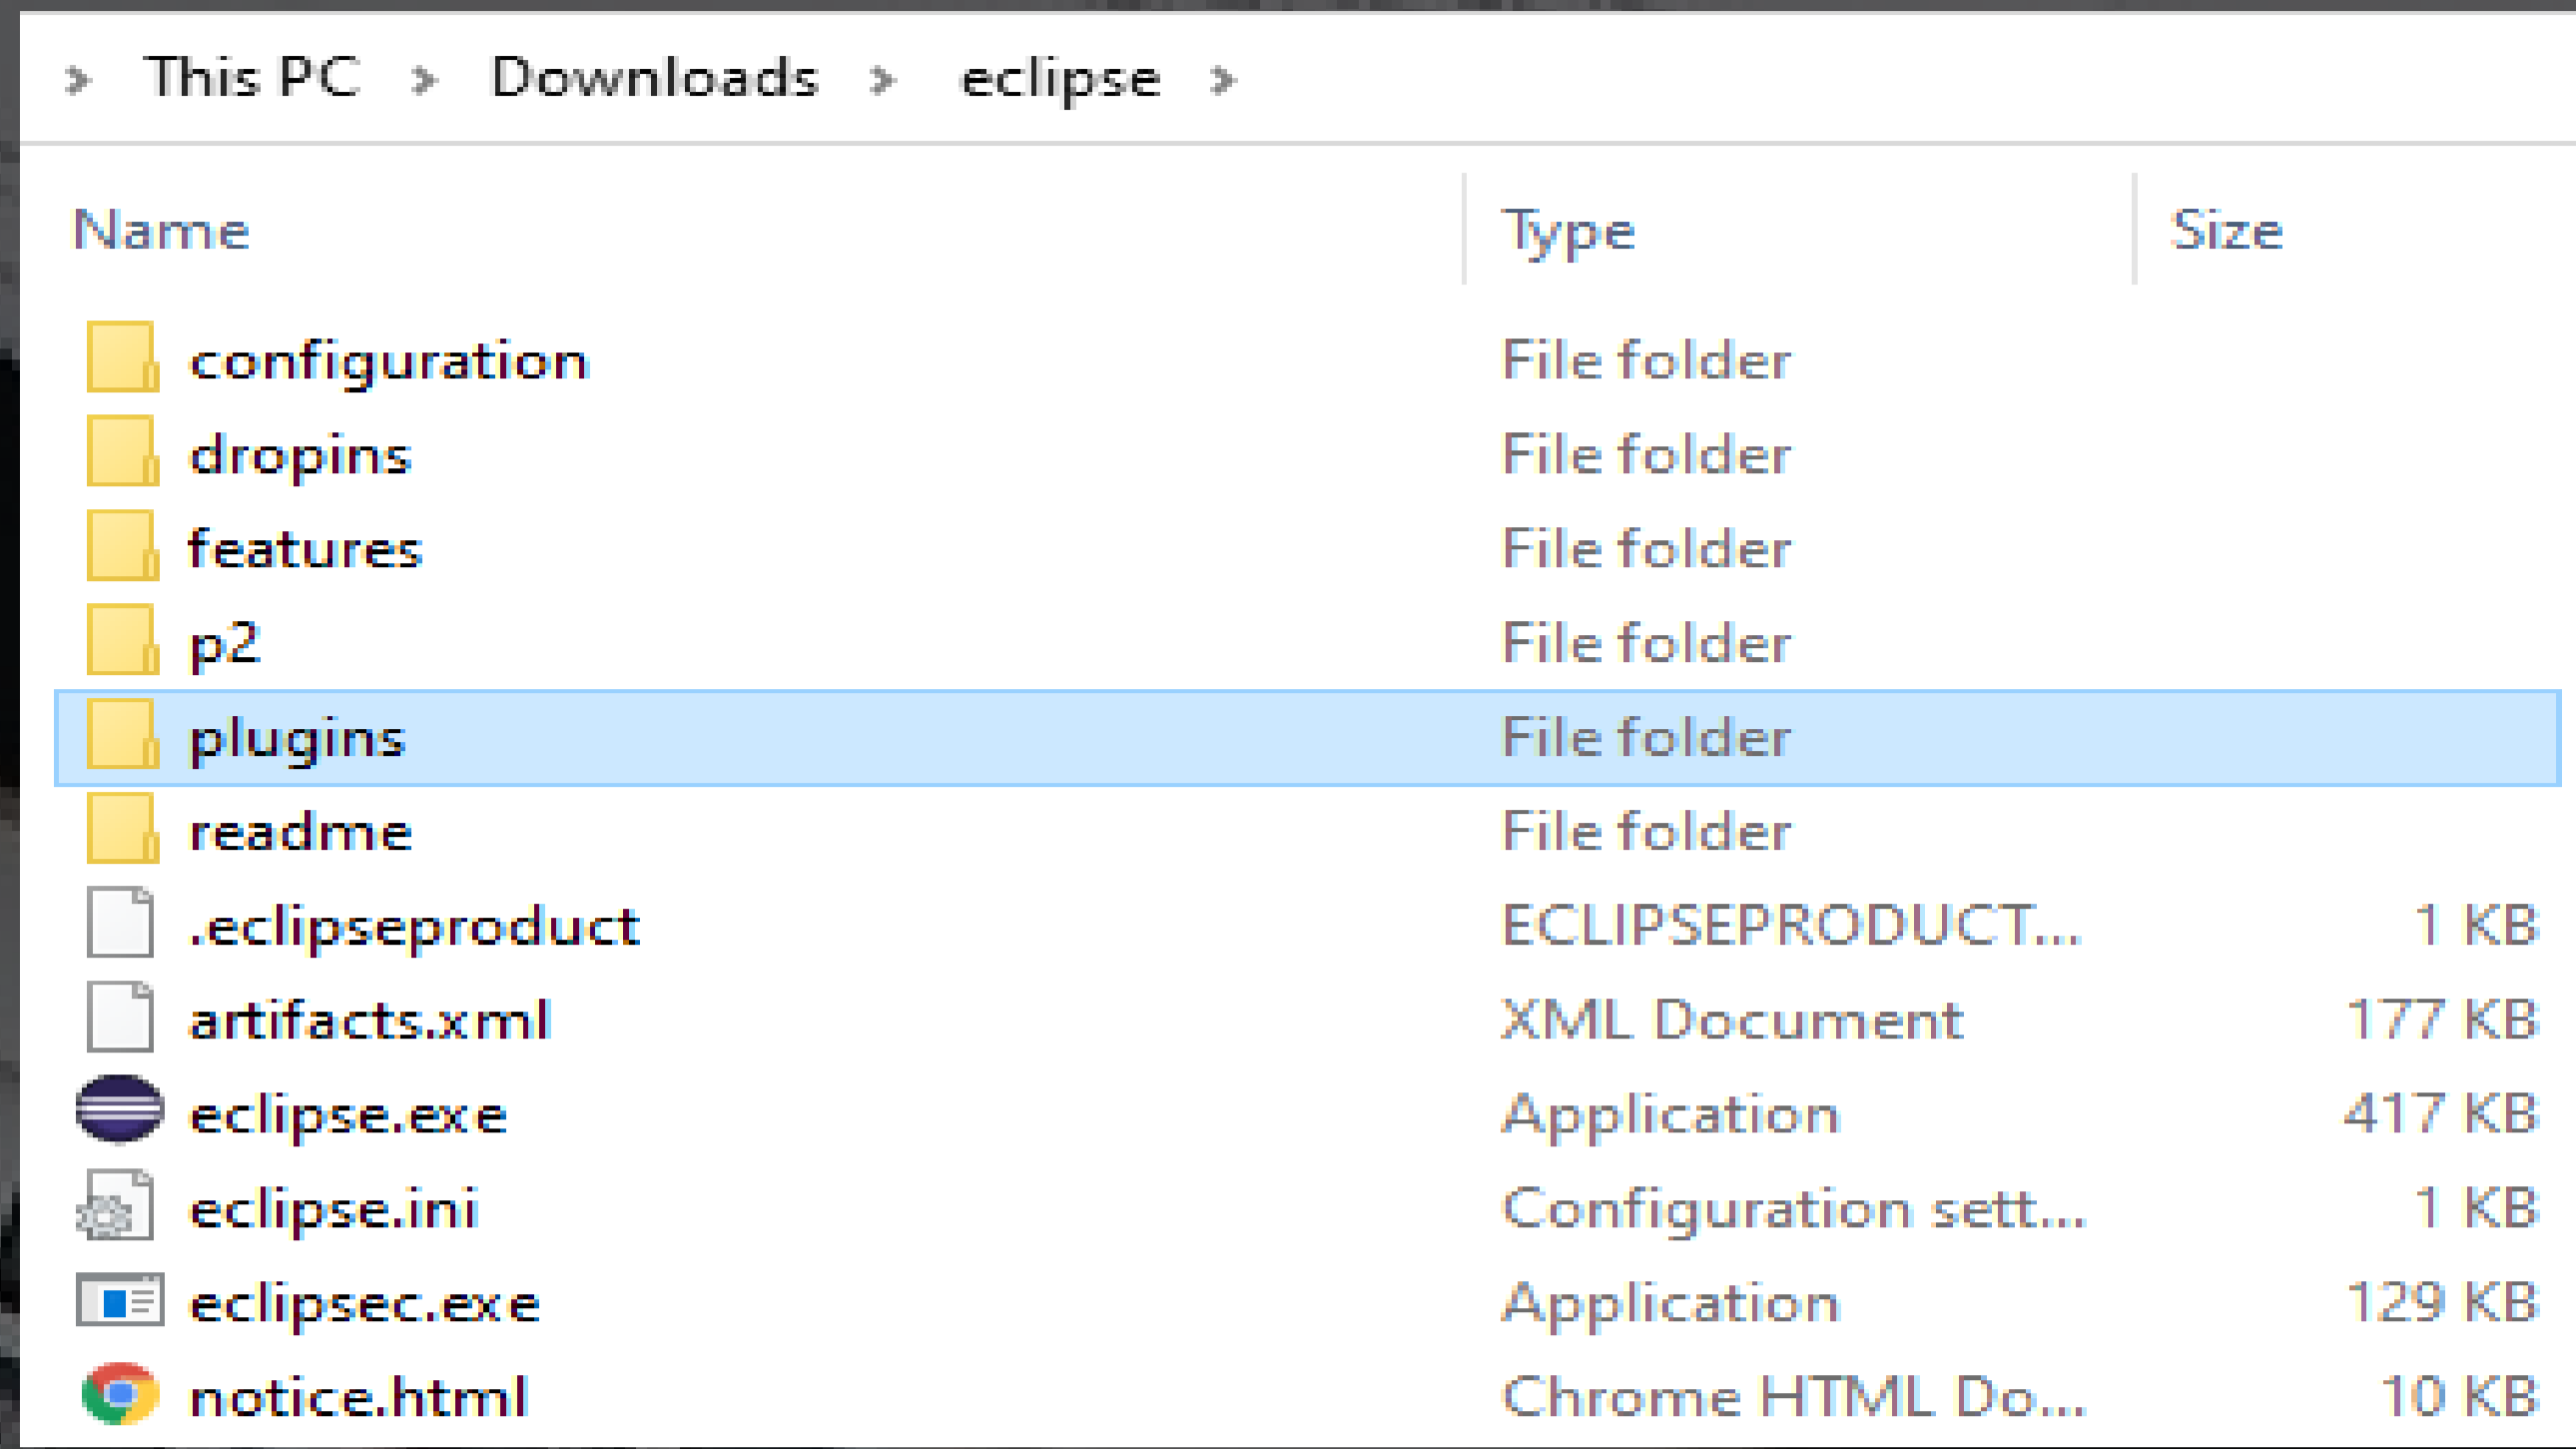 This PC > Downloads > eclipse >
Name Type Size
configuration File folder
dropins File folder
features File folder
p2 File folder
plugins File folder
readme File folder
.eclipseproduct ECLIPSEPRODUCT... 1 KB
artifacts.xml XML Document 177 KB
eclipse.exe Application 417 KB
eclipse.ini Configuration sett... 1 KB
eclipsec.exe Application 129 KB
notice.html Chrome HTML Do... 10 KB